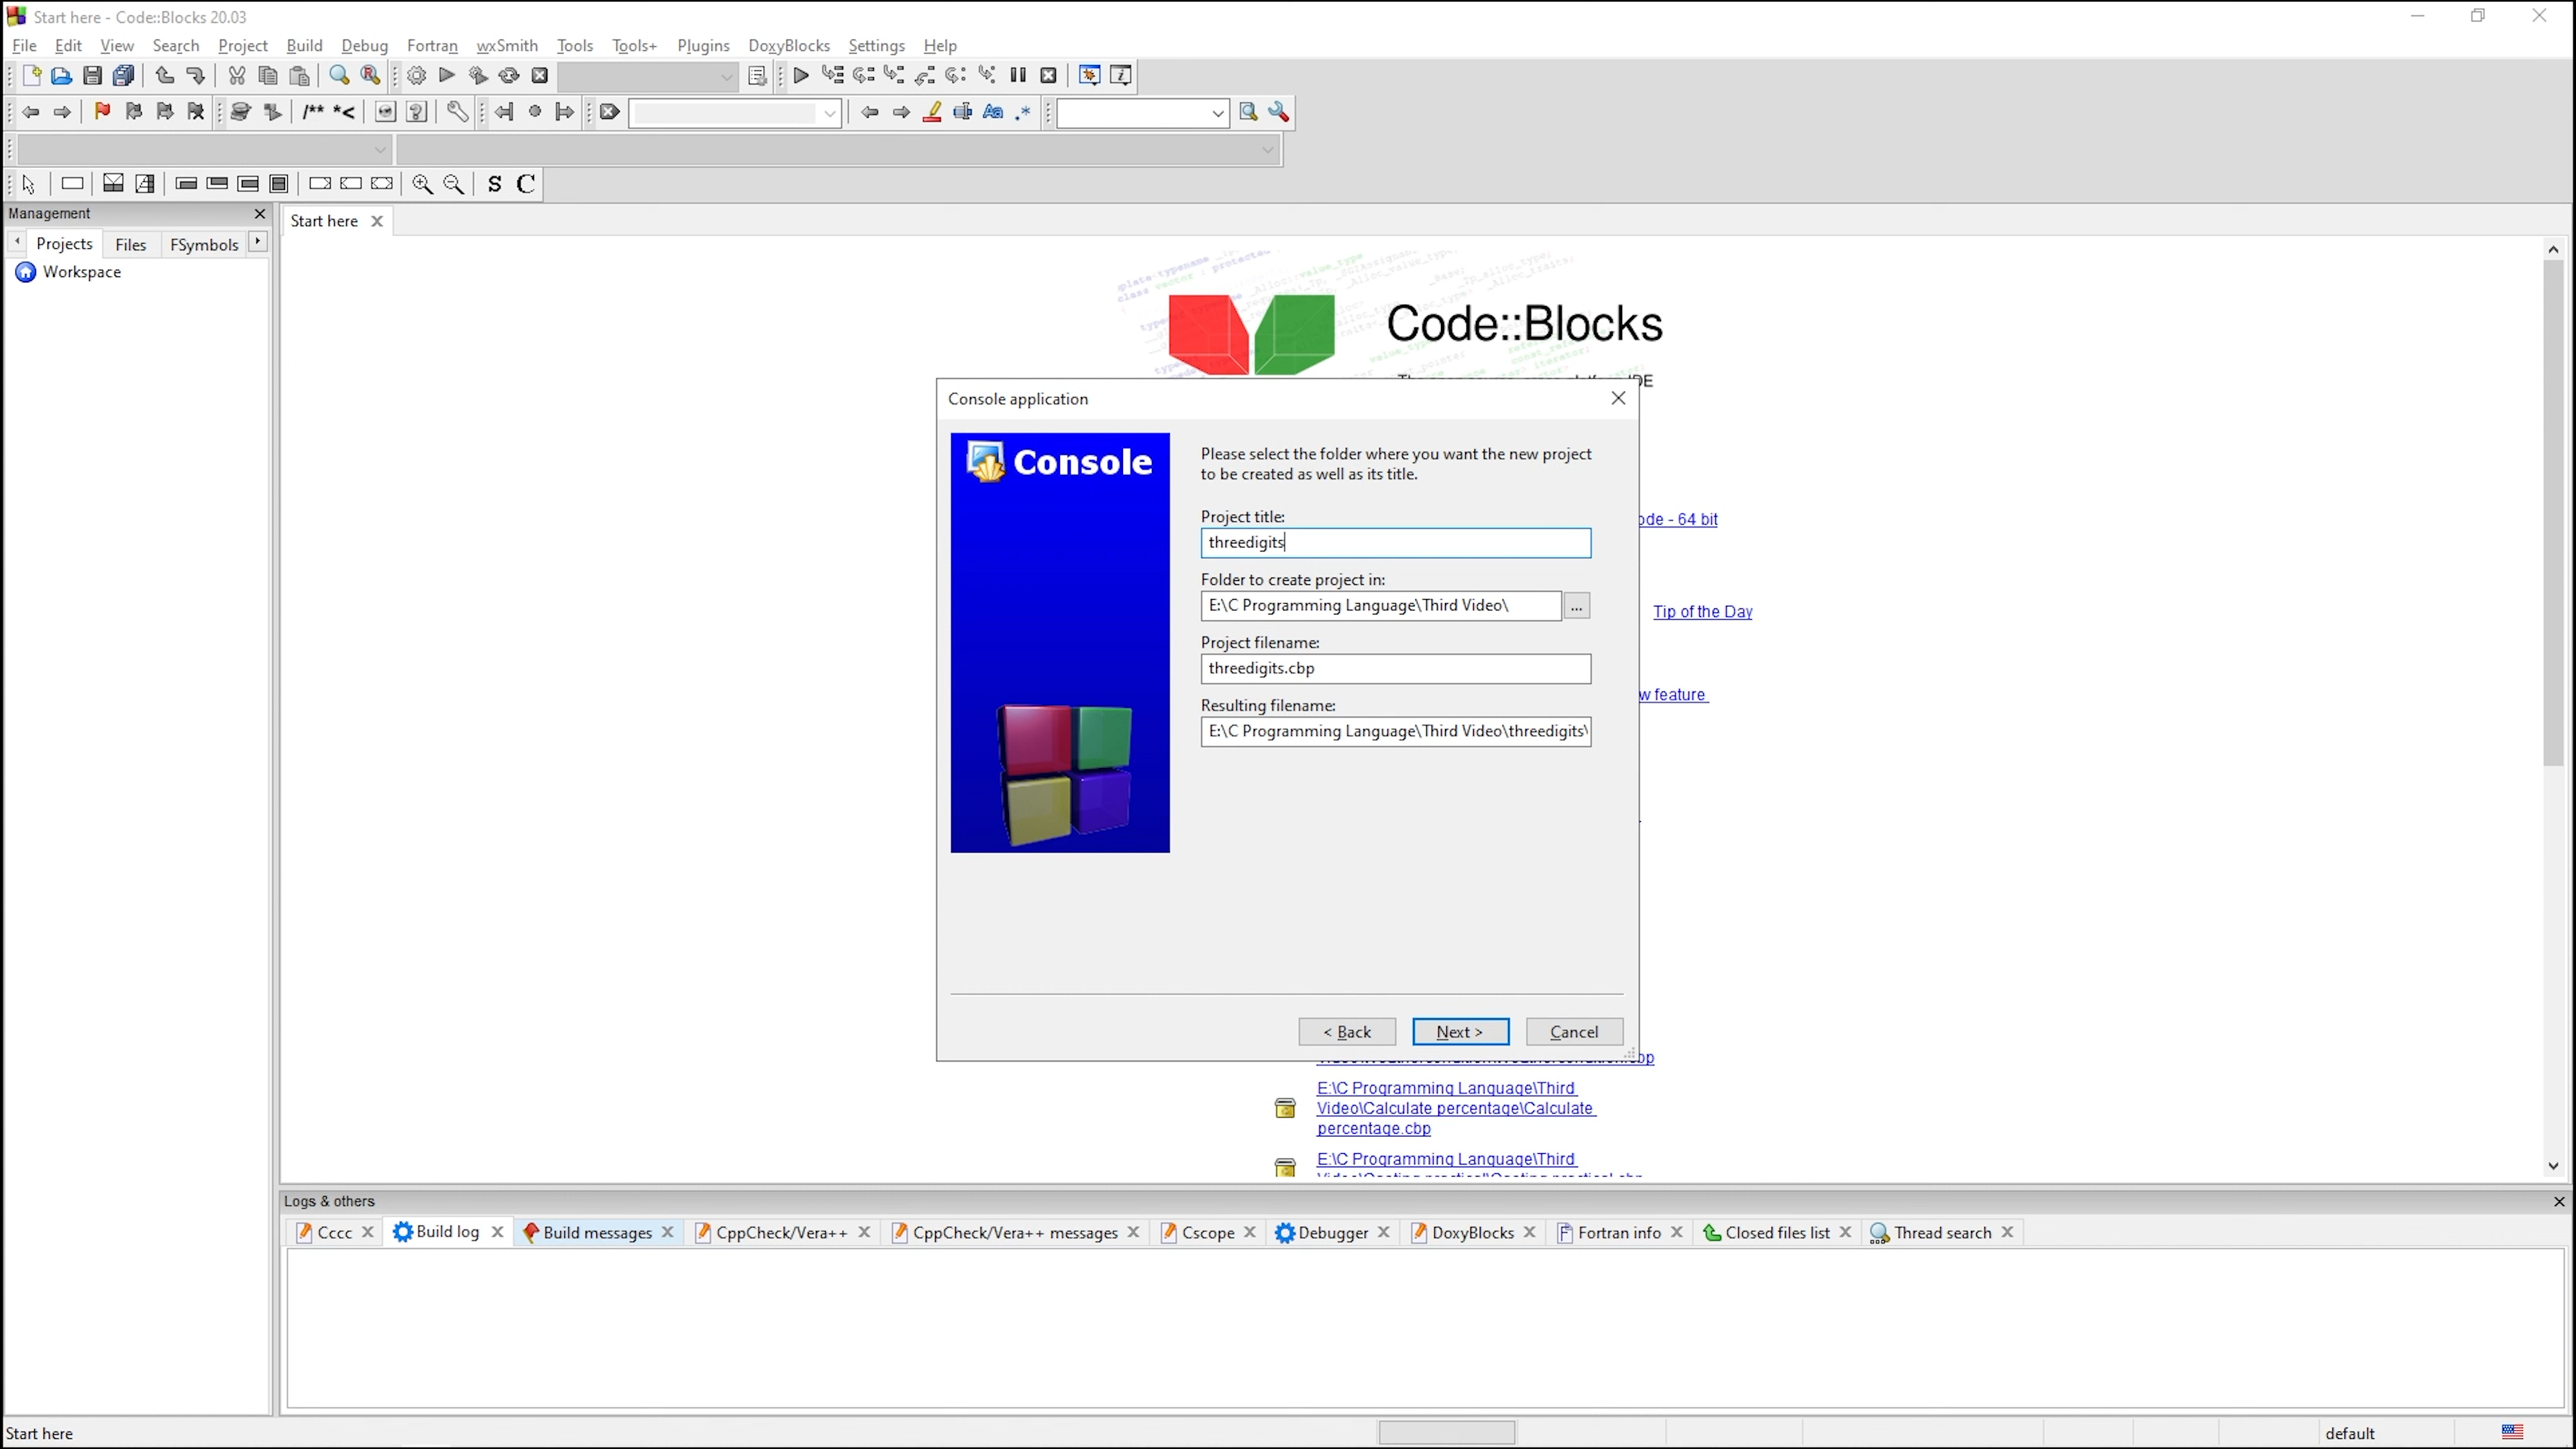 Start here - Code::Blocks 20.03
File Edit View Search Project Build Debug Fortran wxSmith Tools Tools+ Plugins DoxyBlocks Settings Help
/** *<
Aa .*
S C
Management
Projects Files FSymbols
Workspace
Start here
Code::Blocks
Console application
Console
Please select the folder where you want the new project
to be created as well as its title.
Project title:
threedigits
Folder to create project in:
E:\C Programming Language\Third Video\
...
Project filename:
threedigits.cbp
Resulting filename:
E:\C Programming Language\Third Video\threedigits\
< Back Next > Cancel
ode - 64 bit
Tip of the Day
w feature
E:\C Programming Language\Third
Video\Calculate percentage\Calculate
percentage.cbp
E:\C Programming Language\Third
Logs & others
Cccc Build log Build messages CppCheck/Vera++ CppCheck/Vera++ messages Cscope Debugger DoxyBlocks Fortran info Closed files list Thread search
Start here
default